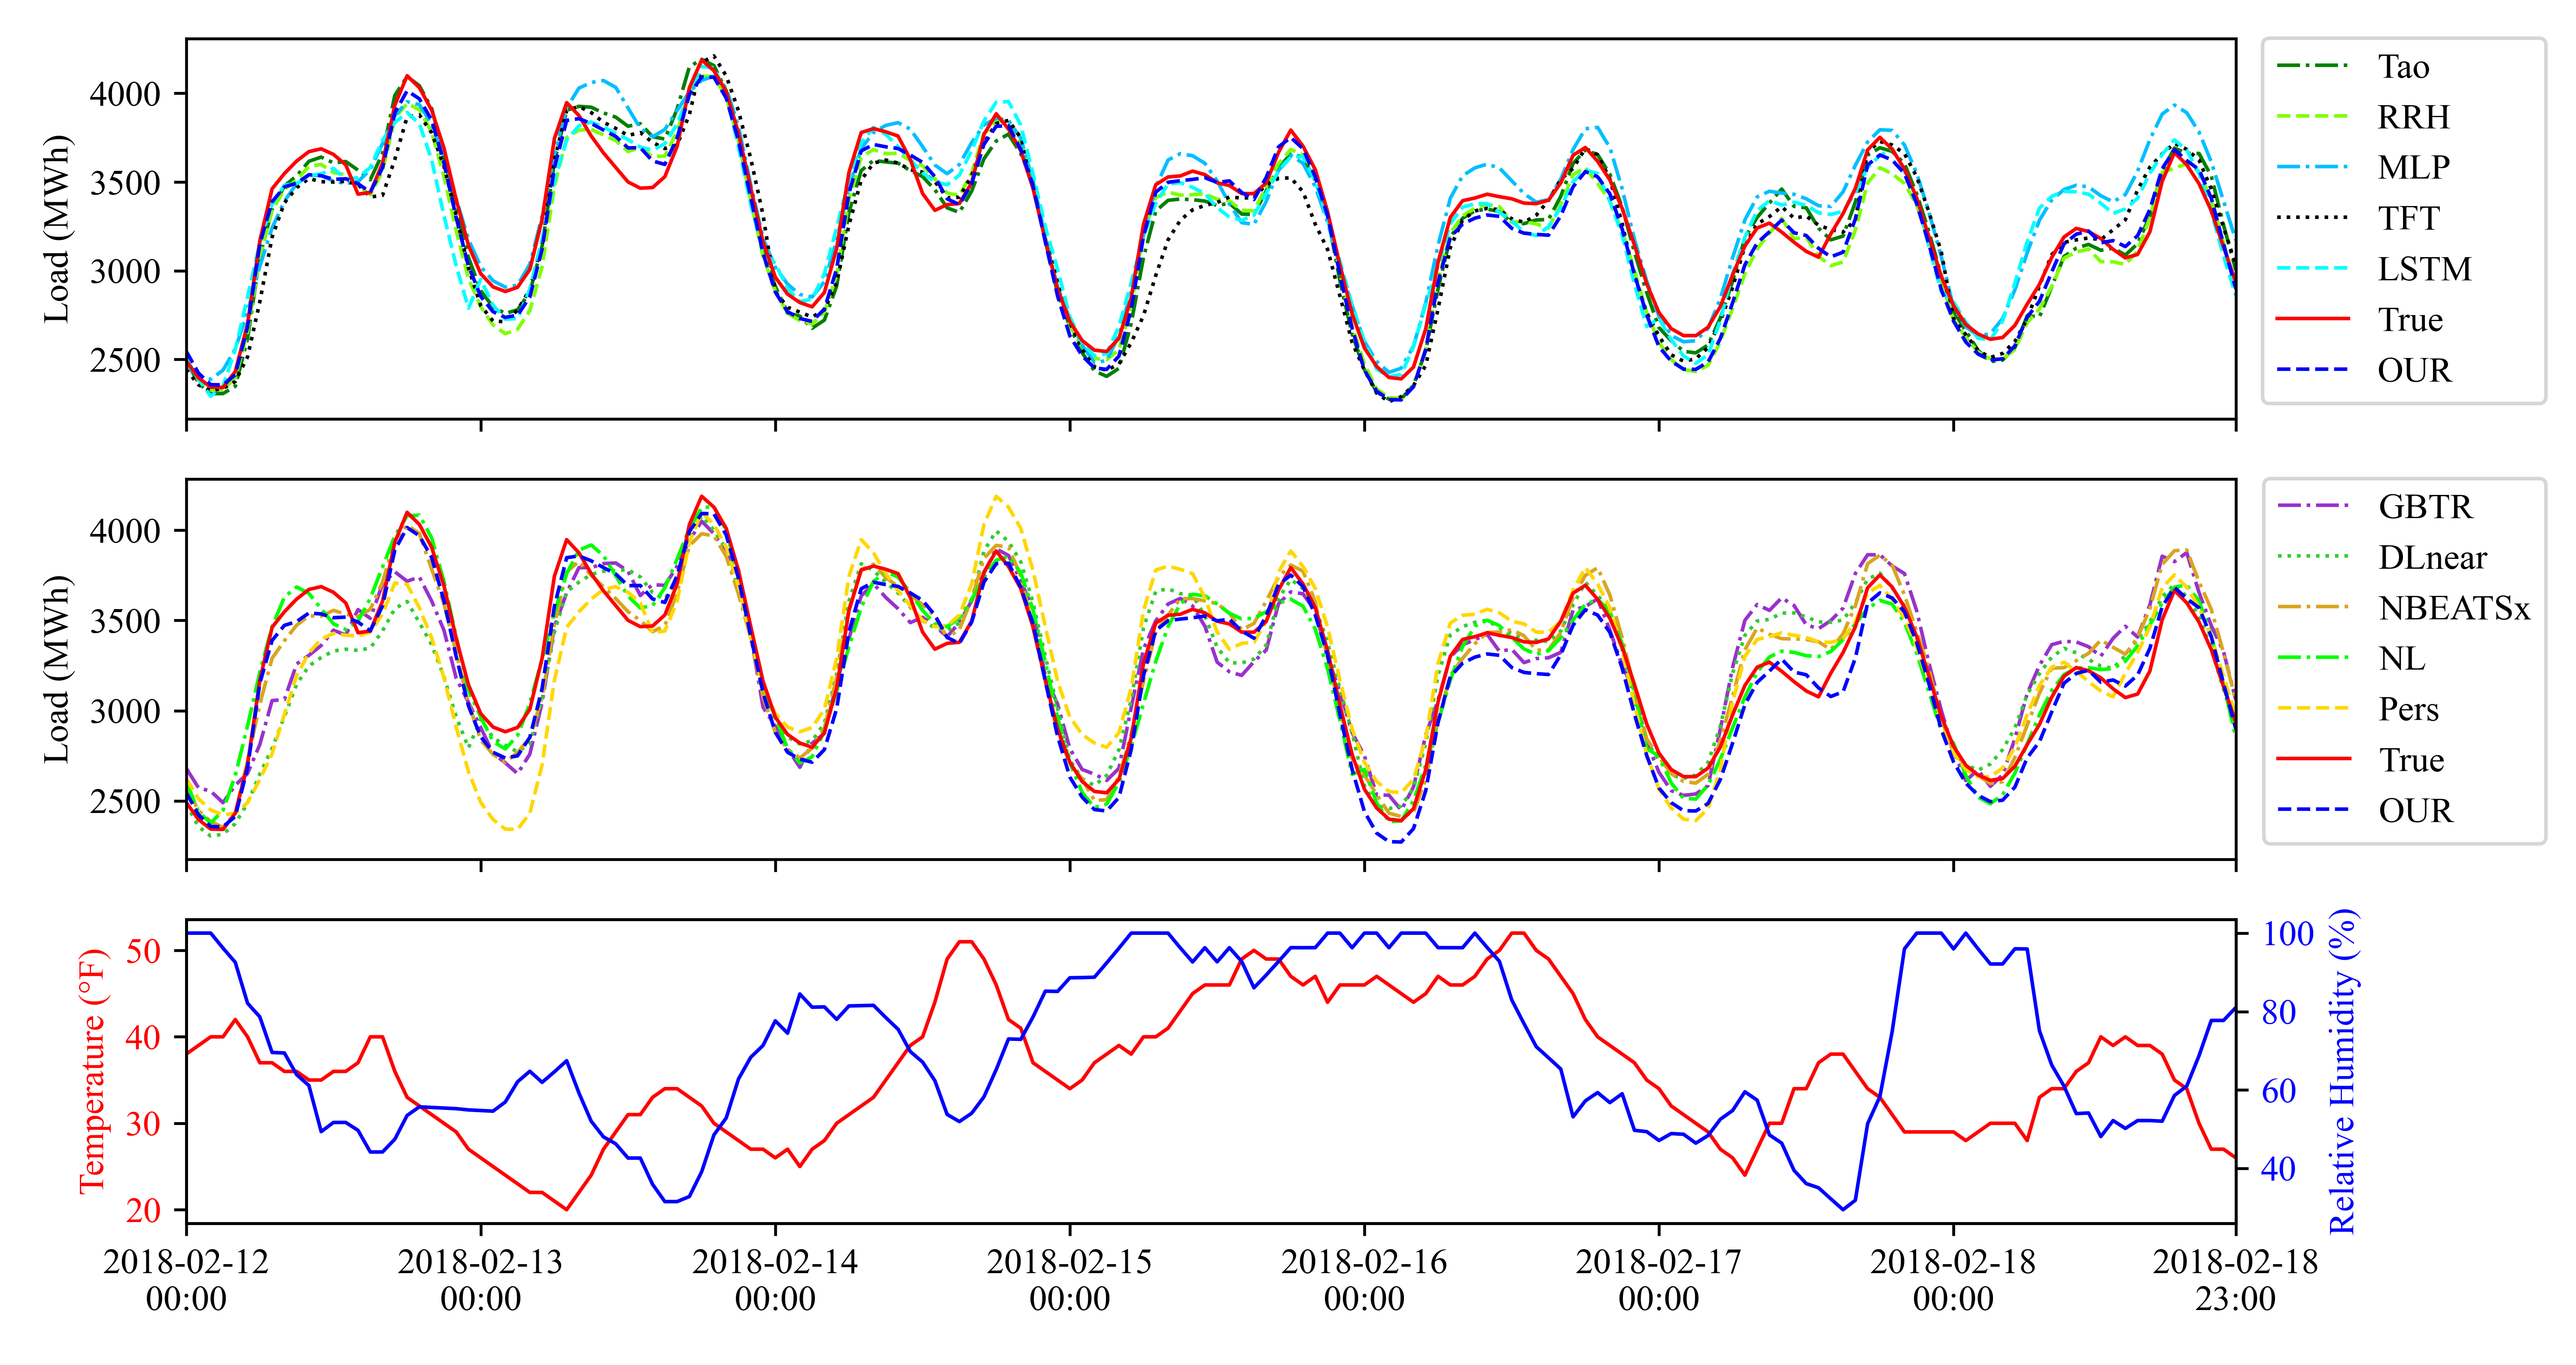 Load (MWh)
4000
3500
3000
2500
Tao
RRH
MLP
TFT
LSTM
True
OUR
Load (MWh)
4000
3500
3000
2500
GBTR
DLnear
NBEATSx
NL
Pers
True
OUR
Temperature (°F)
50
40
30
20
100
80
60
40
Relative Humidity (%)
2018-02-12 2018-02-13 2018-02-14 2018-02-15 2018-02-16 2018-02-17 2018-02-18 2018-02-18
00:00 00:00 00:00 00:00 00:00 00:00 00:00 23:00